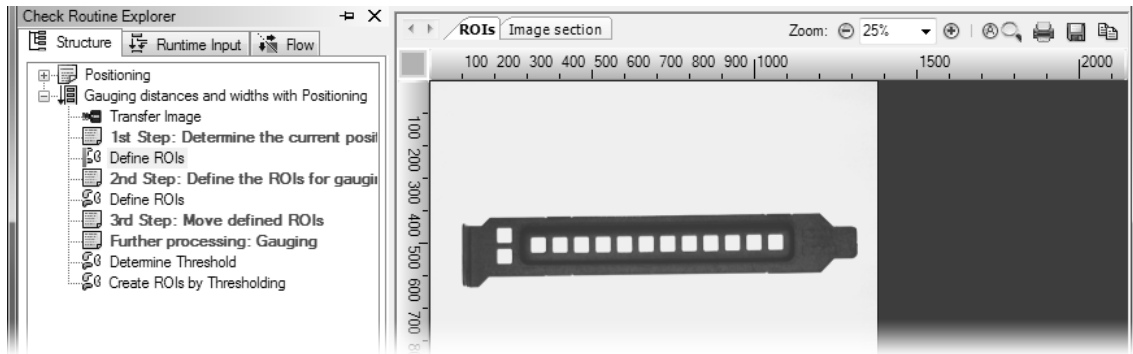 Check Routine Explorer
Structure Runtime Input Flow
Positioning
Gauging distances and widths with Positioning
Transfer Image
1st Step: Determine the current posit
Define ROIs
2nd Step: Define the ROIs for gaugin
Define ROIs
3rd Step: Move defined ROIs
Further processing: Gauging
Determine Threshold
Create ROIs by Thresholding
ROIs Image section Zoom: 25%
100 200 300 400 500 600 700 800 900 1000 1500 2000
100
200
300
400
500
600
700